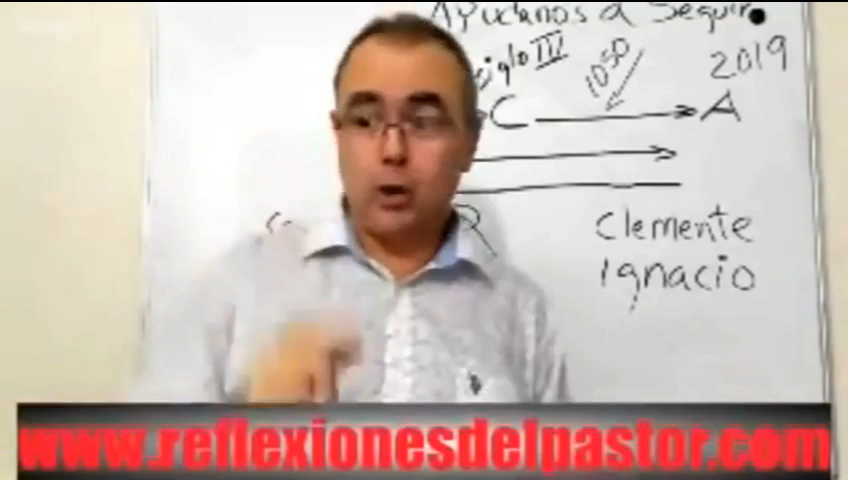 Ayudanos a Seguir
siglo III 1050 2019
C A
R
Clemente
Ignacio
www.reflexionesdelpastor.com